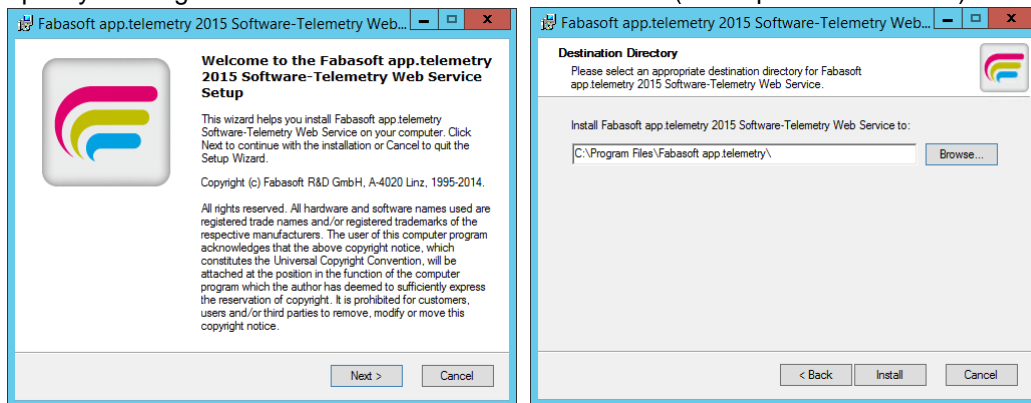 Fabasoft app.telemetry 2015 Software-Telemetry Web...
Welcome to the Fabasoft app.telemetry
2015 Software-Telemetry Web Service
Setup
This wizard helps you install Fabasoft app.telemetry
Software-Telemetry Web Service on your computer. Click
Next to continue with the installation or Cancel to quit the
Setup Wizard.
Copyright (c) Fabasoft R&D GmbH, A-4020 Linz, 1995-2014.
All rights reserved. All hardware and software names used are
registered trade names and/or registered trademarks of the
respective manufacturers. The user of this computer program
acknowledges that the above copyright notice, which
constitutes the Universal Copyright Convention, will be
attached at the position in the function of the computer
program which the author has deemed to sufficiently express
the reservation of copyright. It is prohibited for customers,
users and/or third parties to remove, modify or move this
copyright notice.
Next >
Cancel
Fabasoft app.telemetry 2015 Software-Telemetry Web...
Destination Directory
Please select an appropriate destination directory for Fabasoft
app.telemetry 2015 Software-Telemetry Web Service.
Install Fabasoft app.telemetry 2015 Software-Telemetry Web Service to:
C:\Program Files\Fabasoft app.telemetry\
Browse...
< Back
Install
Cancel